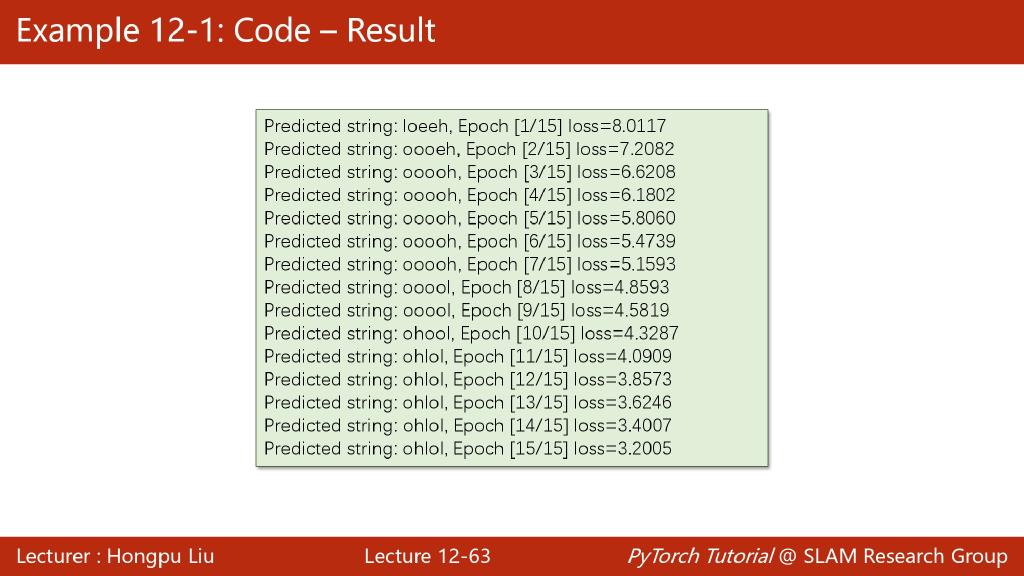 Example 12-1: Code – Result
Predicted string: loeeh, Epoch [1/15] loss=8.0117
Predicted string: oooeh, Epoch [2/15] loss=7.2082
Predicted string: ooooh, Epoch [3/15] loss=6.6208
Predicted string: ooooh, Epoch [4/15] loss=6.1802
Predicted string: ooooh, Epoch [5/15] loss=5.8060
Predicted string: ooooh, Epoch [6/15] loss=5.4739
Predicted string: ooooh, Epoch [7/15] loss=5.1593
Predicted string: ooool, Epoch [8/15] loss=4.8593
Predicted string: ooool, Epoch [9/15] loss=4.5819
Predicted string: ohool, Epoch [10/15] loss=4.3287
Predicted string: ohlol, Epoch [11/15] loss=4.0909
Predicted string: ohlol, Epoch [12/15] loss=3.8573
Predicted string: ohlol, Epoch [13/15] loss=3.6246
Predicted string: ohlol, Epoch [14/15] loss=3.4007
Predicted string: ohlol, Epoch [15/15] loss=3.2005
Lecturer : Hongpu Liu Lecture 12-63 PyTorch Tutorial @ SLAM Research Group